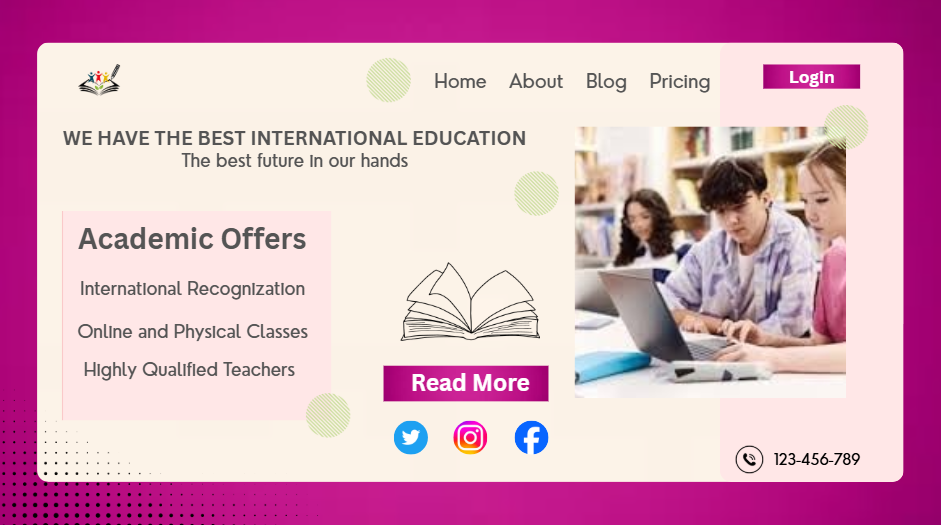 Home About Blog Pricing
Login
WE HAVE THE BEST INTERNATIONAL EDUCATION
The best future in our hands
Academic Offers
International Recognization
Online and Physical Classes
Highly Qualified Teachers
Read More
123-456-789